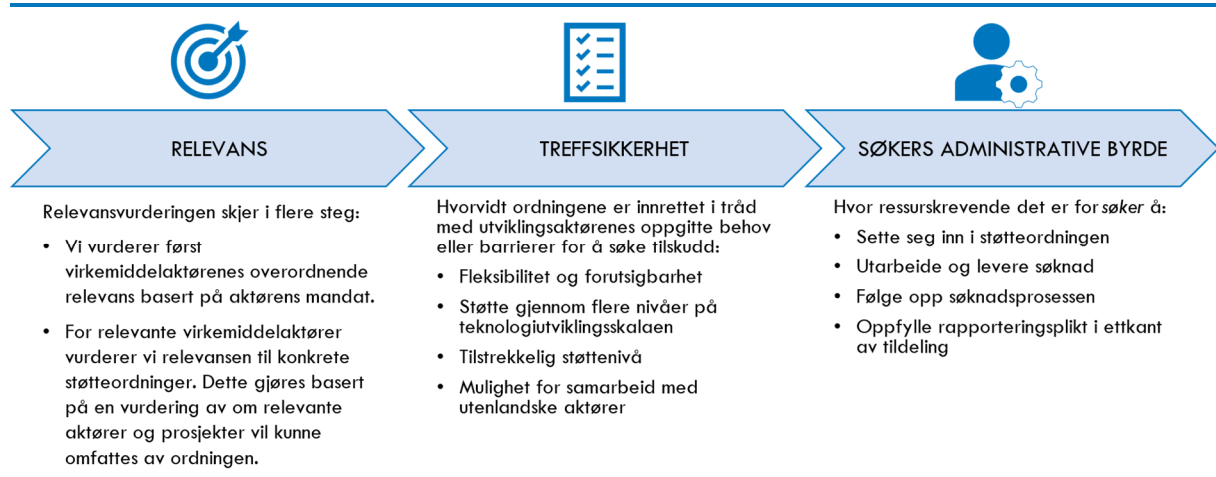 RELEVANS
Relevansvurderingen skjer i flere steg:
• Vi vurderer først
virkemiddelaktørenes overordnende
relevans basert på aktørens mandat.
• For relevante virkemiddelaktører
vurderer vi relevansen til konkrete
støtteordninger. Dette gjøres basert
på en vurdering av om relevante
aktører og prosjekter vil kunne
omfattes av ordningen.
TREFFSIKKERHET
Hvorvidt ordningene er innrettet i tråd
med utviklingsaktørenes oppgitte behov
eller barrierer for å søke tilskudd:
• Fleksibilitet og forutsigbarhet
• Støtte gjennom flere nivåer på
teknologiutviklingsskalaen
• Tilstrekkelig støttenivå
• Mulighet for samarbeid med
utenlandske aktører
SØKERS ADMINISTRATIVE BYRDE
Hvor ressurskrevende det er for søker å:
• Sette seg inn i støtteordningen
• Utarbeide og levere søknad
• Følge opp søknadsprosessen
• Oppfylle rapporteringsplikt i ettkant
av tildeling